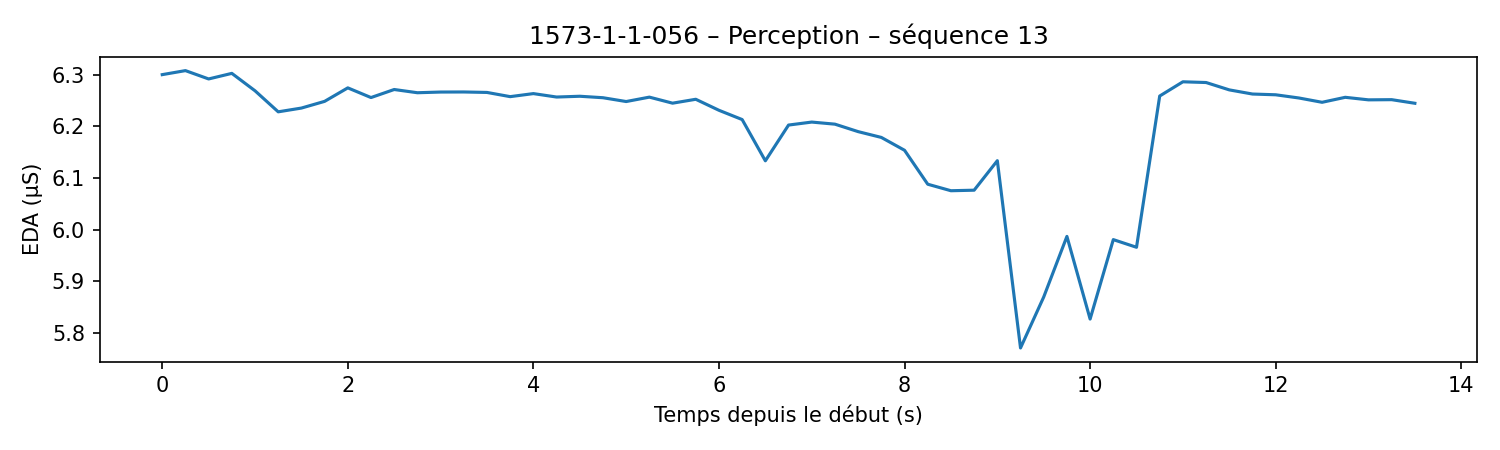 1573-1-1-056 – Perception – séquence 13
EDA (µS)
6.3
6.2
6.1
6.0
5.9
5.8
0 2 4 6 8 10 12 14
Temps depuis le début (s)